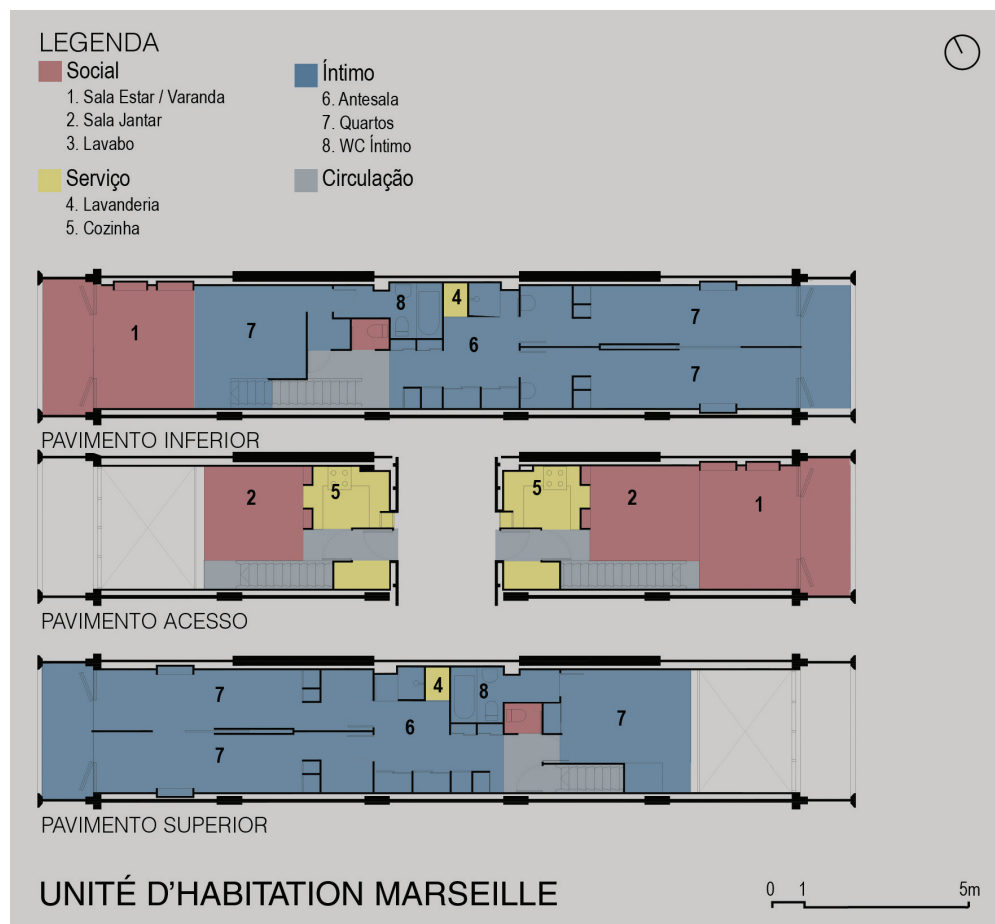 LEGENDA
Social
1. Sala Estar / Varanda
2. Sala Jantar
3. Lavabo
Serviço
4. Lavanderia
5. Cozinha
Íntimo
6. Antesala
7. Quartos
8. WC Íntimo
Circulação
1
7
8
4
6
7
7
PAVIMENTO INFERIOR
2
5
5
2
1
PAVIMENTO ACESSO
7
7
6
4
8
7
PAVIMENTO SUPERIOR
UNITÉ D'HABITATION MARSEILLE
0 1 5m